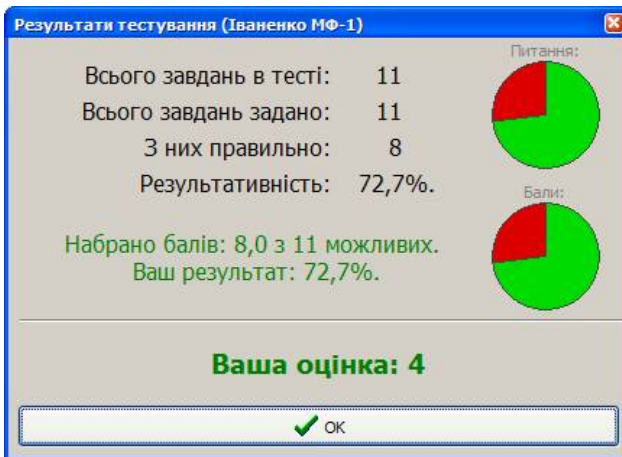 Результати тестування (Іваненко МФ-1)
Питання:
Всього завдань в тесті: 11
Всього завдань задано: 11
З них правильно: 8
Результативність: 72,7%.
Бали:
Набрано балів: 8,0 з 11 можливих.
Ваш результат: 72,7%.
Ваша оцінка: 4
ОК